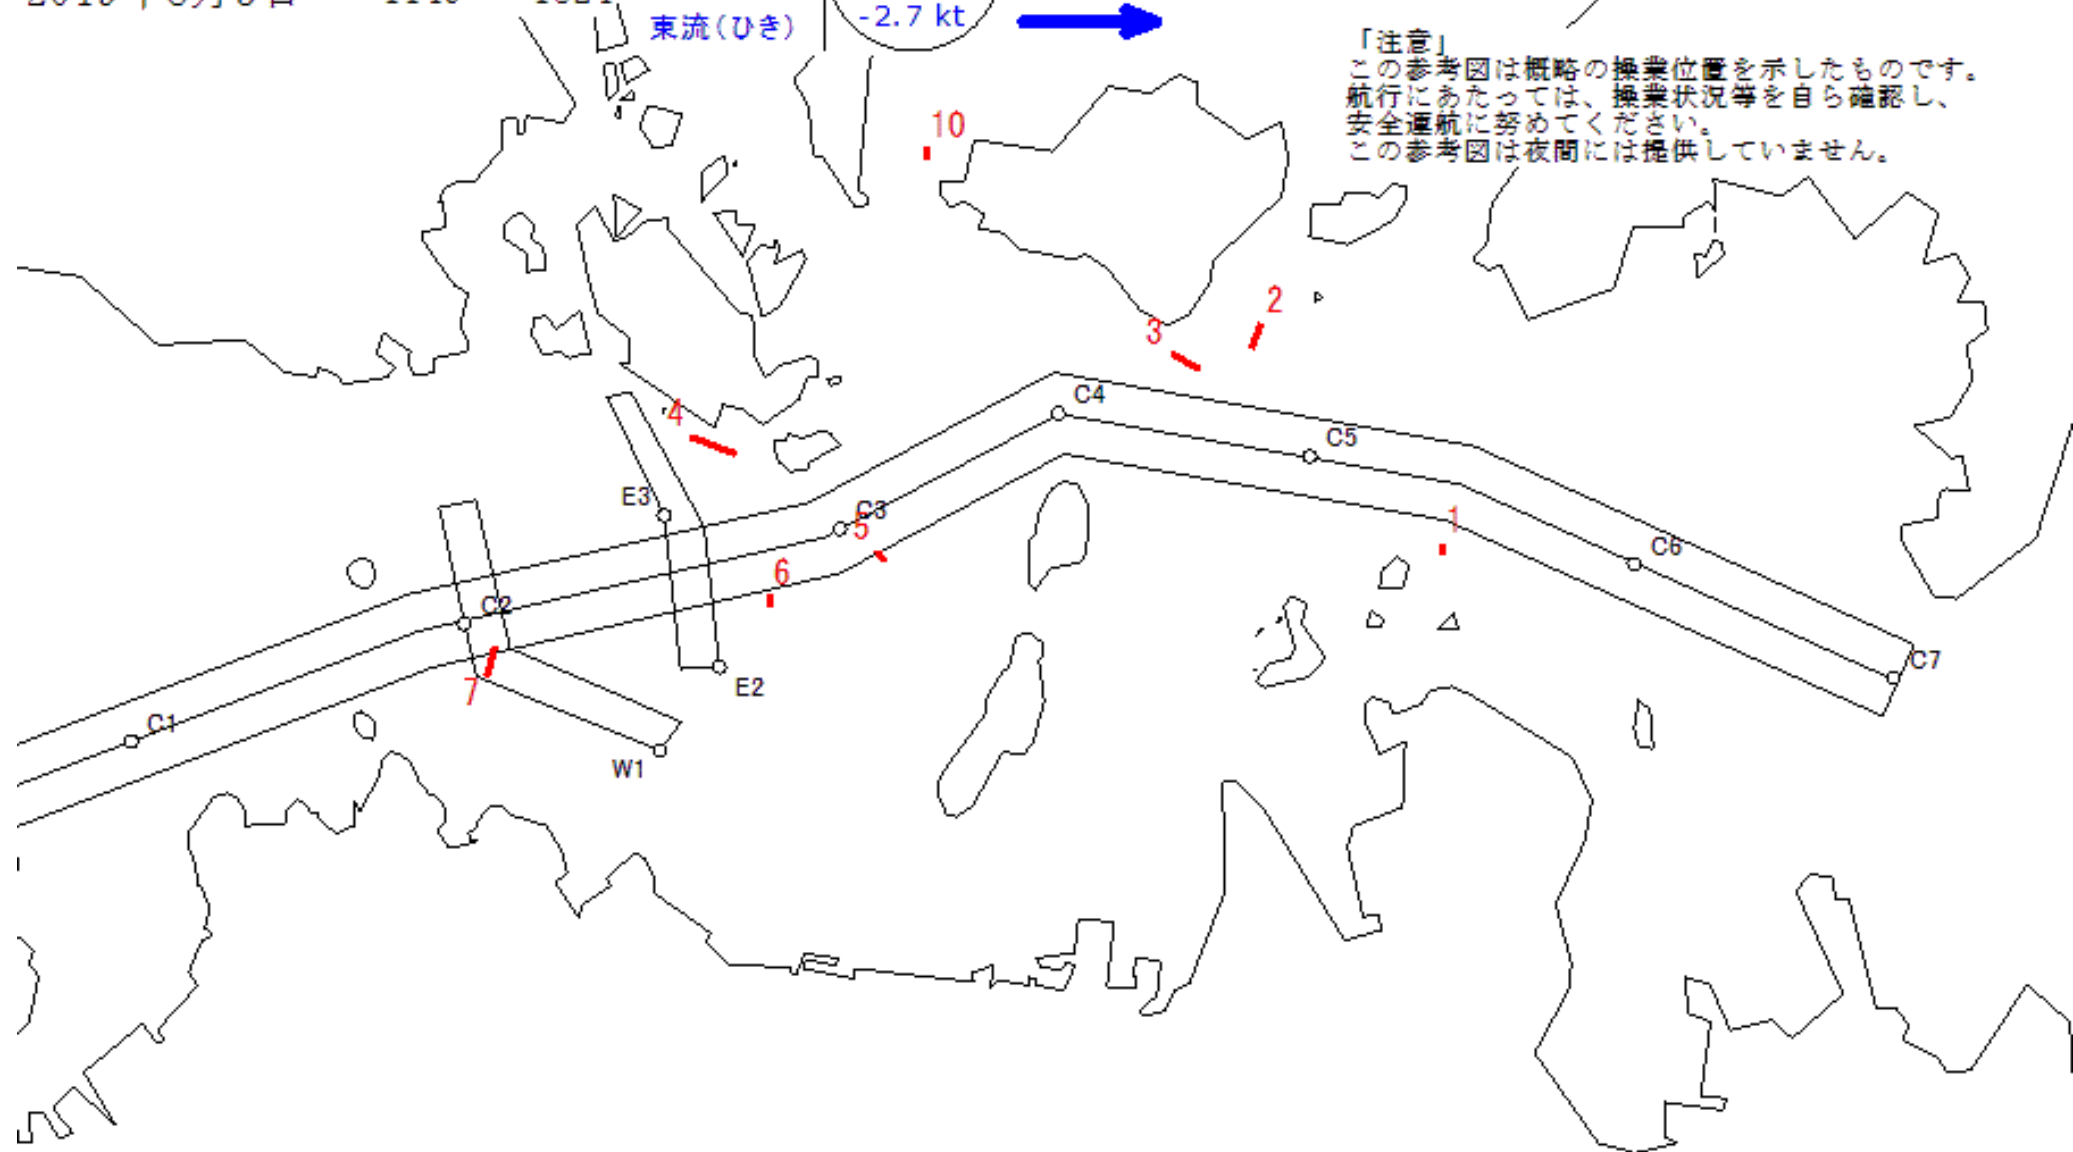 東流(ひき)
-2.7 kt
「注意」
この参考図は概略の操業位置を示したものです。
航行にあたっては、操業状況等を自ら確認し、
安全運航に努めてください。
この参考図は夜間には提供していません。
10
2
3
C4
4
C5
E3
C3
5
1
C6
6
C2
C7
E2
7
C1
W1